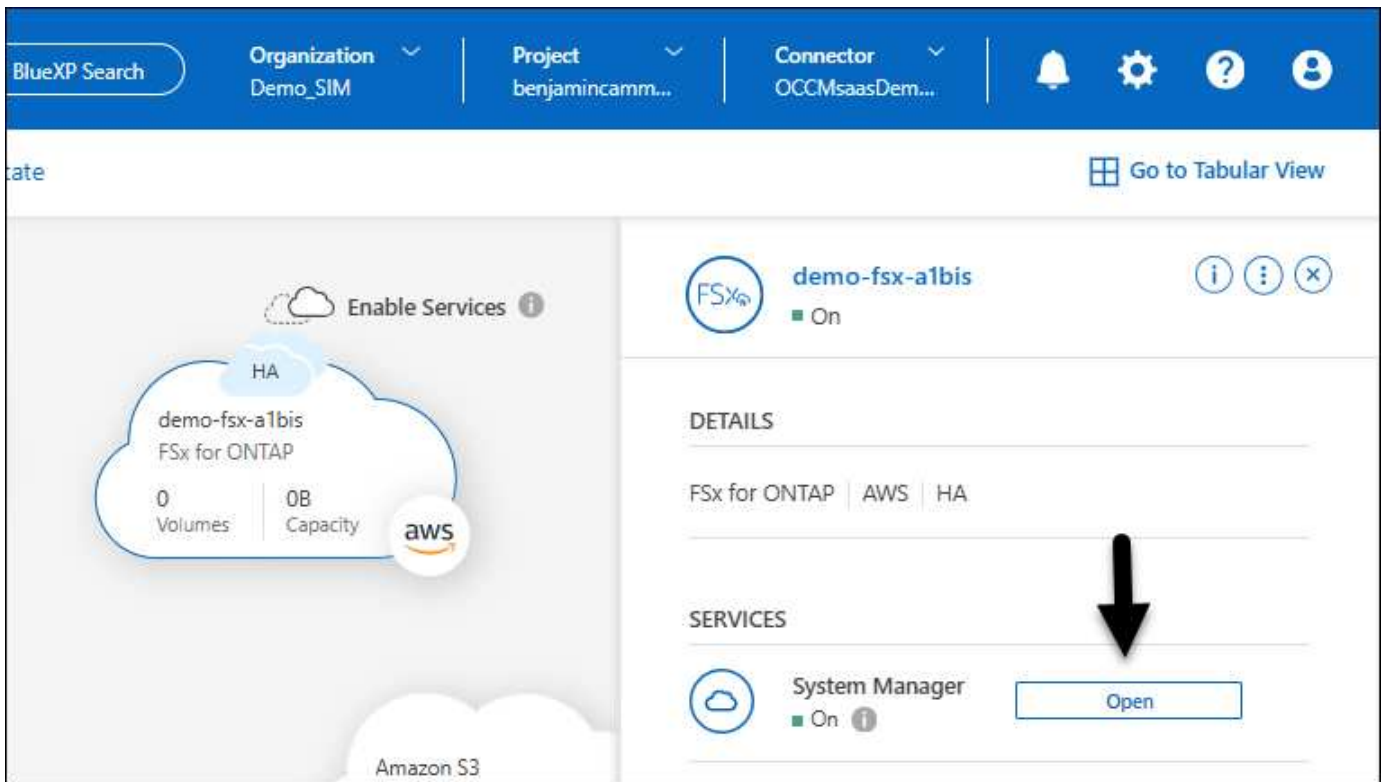 BlueXP Search
Organization
Demo_SIM
Project
benjamincamm...
Connector
OCCMsaasDem...
Go to Tabular View
Enable Services
HA
demo-fsx-a1bis
FSx for ONTAP
0
Volumes
0B
Capacity
aws
Amazon S3
FSx
demo-fsx-a1bis
On
DETAILS
FSx for ONTAP | AWS | HA
SERVICES
System Manager
On
Open